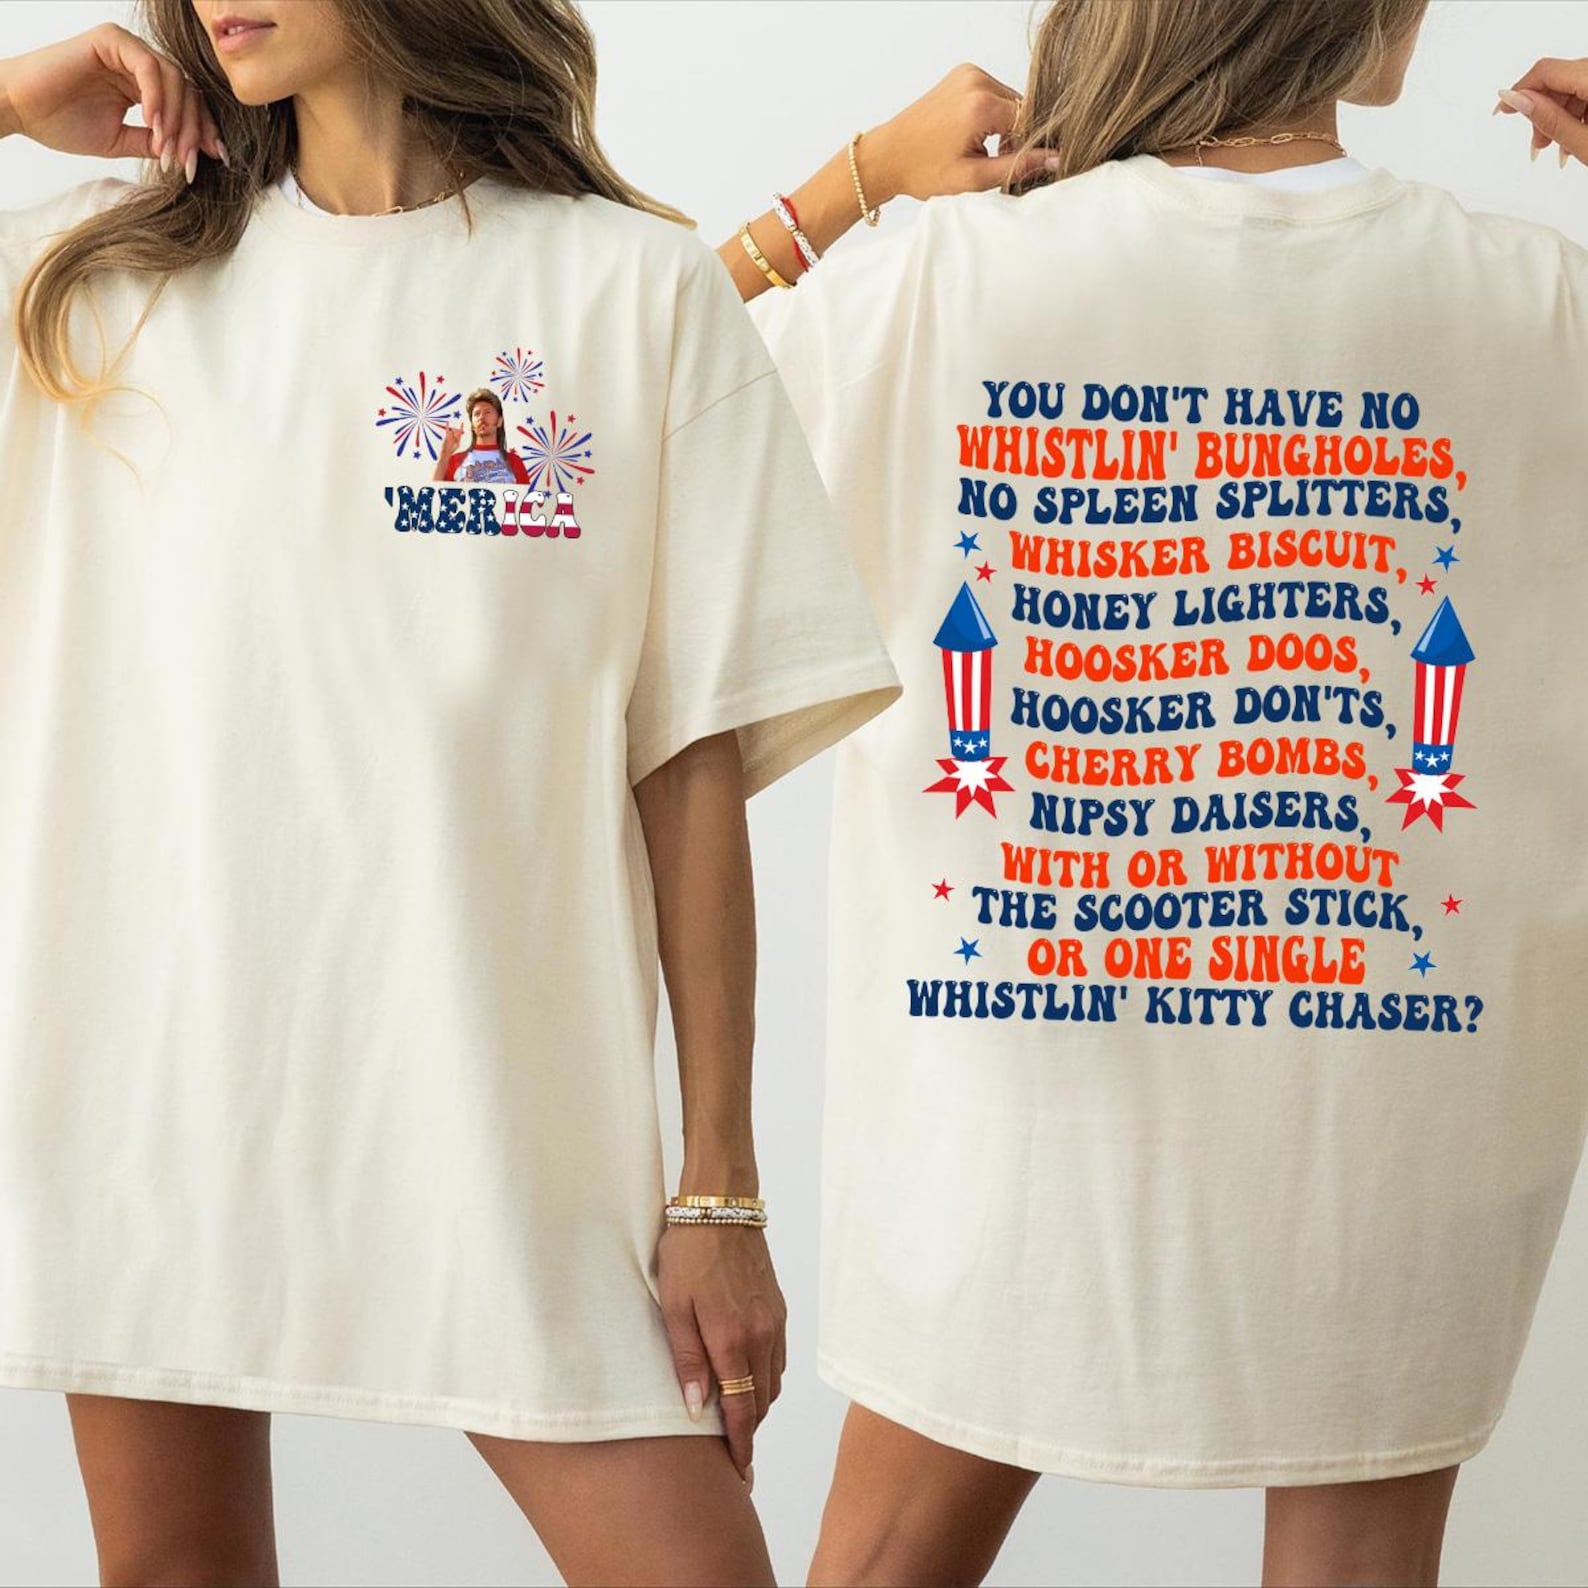 'MERICA
YOU DON'T HAVE NO
WHISTLIN' BUNGHOLES,
NO SPLEEN SPLITTERS,
WHISKER BISCUIT,
HONEY LIGHTERS,
HOOSKER DOOS,
HOOSKER DON'TS,
CHERRY BOMBS,
NIPSY DAISERS,
WITH OR WITHOUT
THE SCOOTER STICK,
OR ONE SINGLE
WHISTLIN' KITTY CHASER?